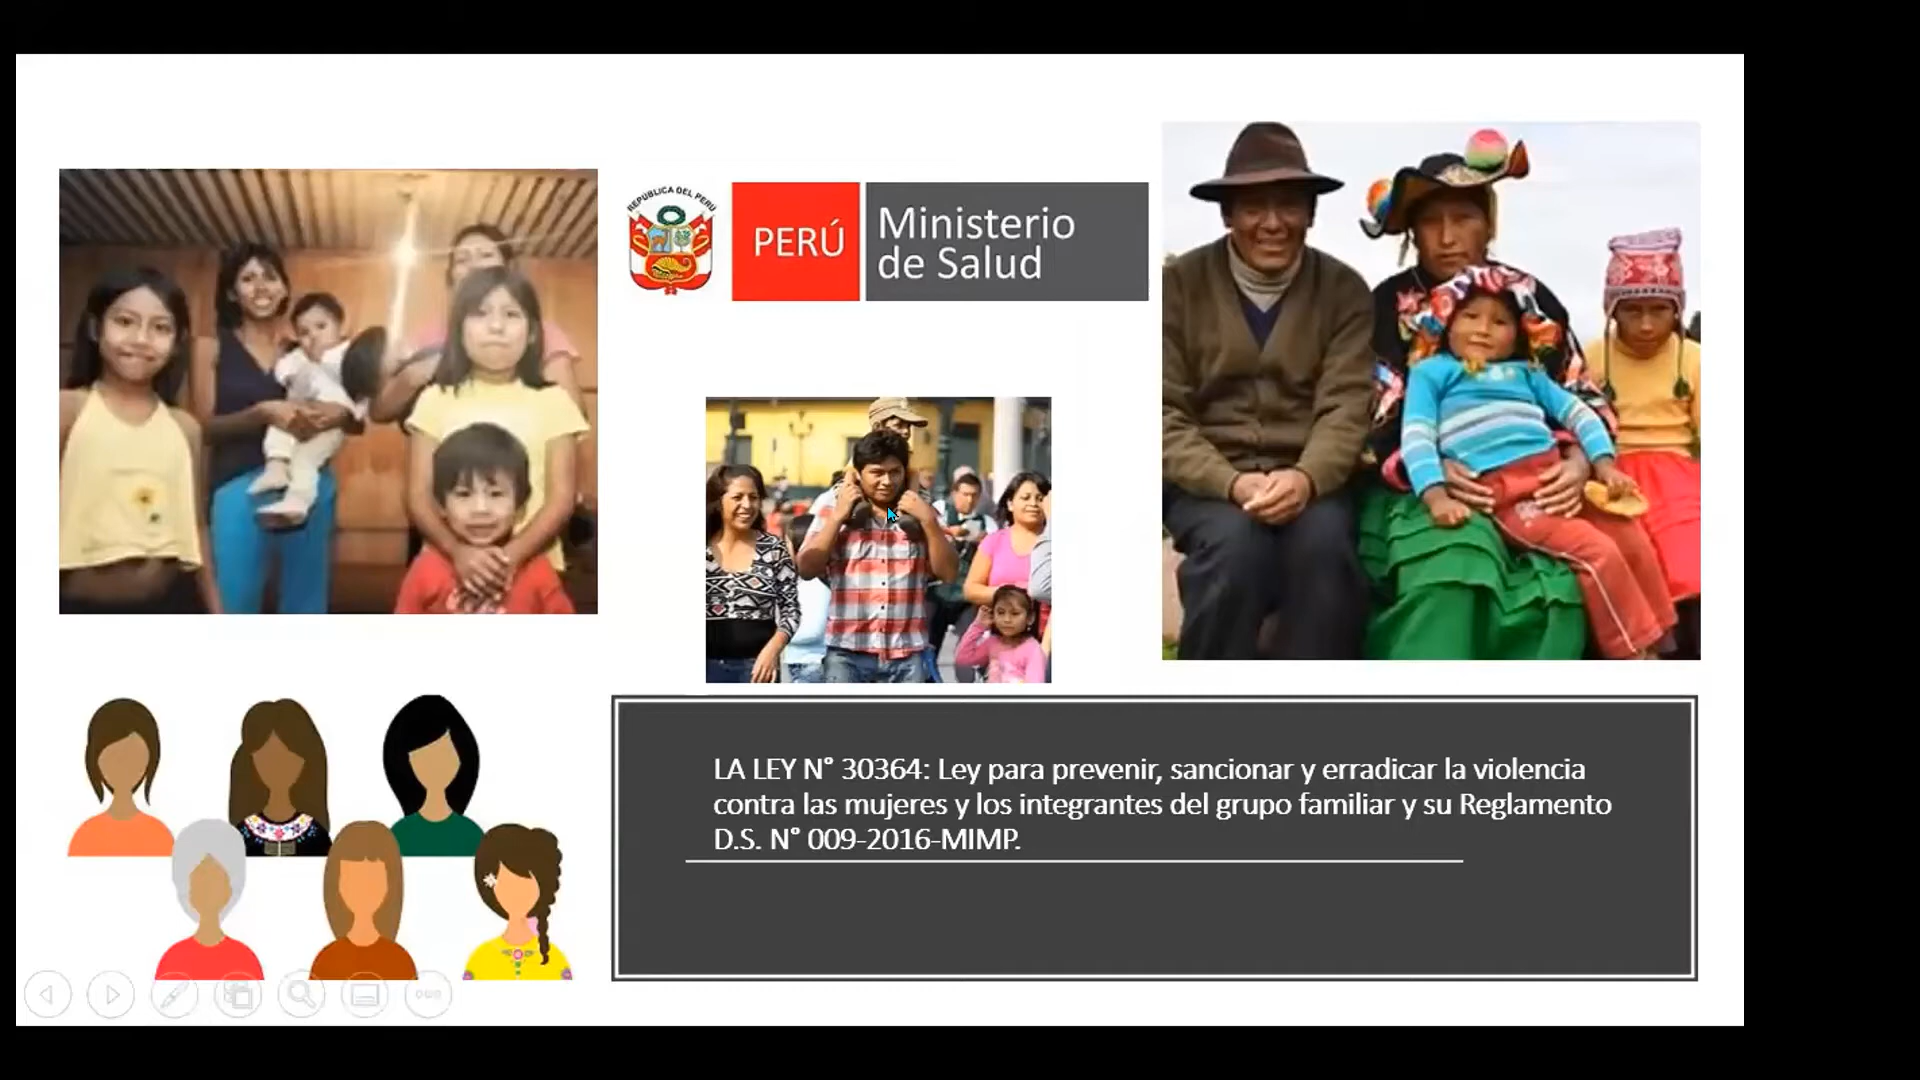 REPÚBLICA DEL PERÚ
PERÚ
Ministerio
de Salud
LA LEY N° 30364: Ley para prevenir, sancionar y erradicar la violencia
contra las mujeres y los integrantes del grupo familiar y su Reglamento
D.S. N° 009-2016-MIMP.